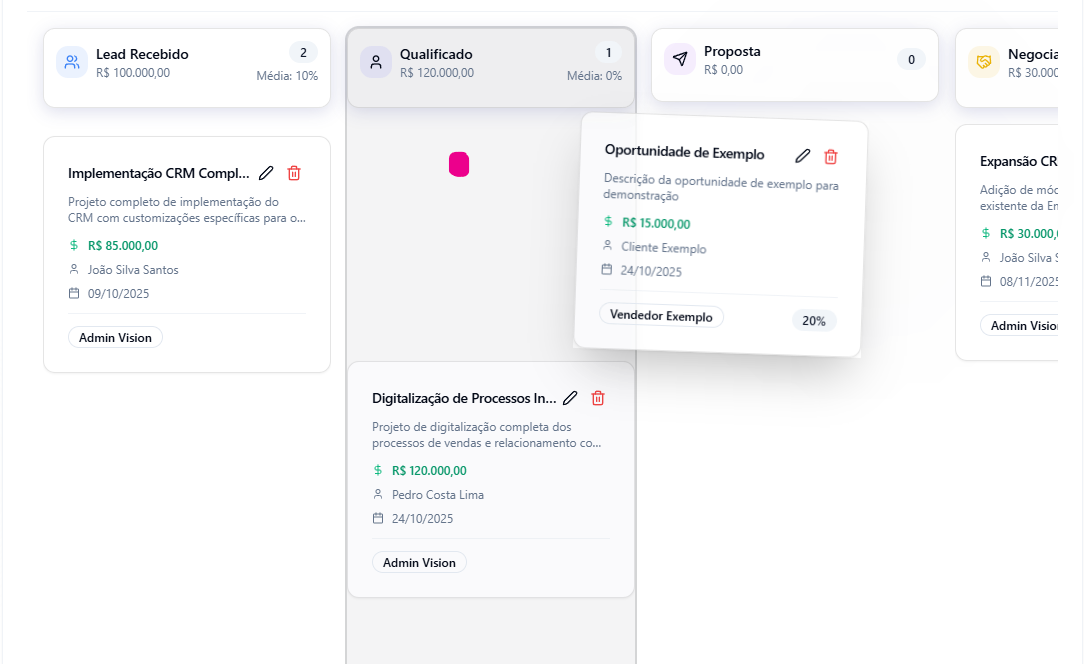 Lead Recebido
R$ 100.000,00
2
Média: 10%
Qualificado
R$ 120.000,00
1
Média: 0%
Proposta
R$ 0,00
0
Negocia
R$ 30.000
Implementação CRM Compl...
Projeto completo de implementação do
CRM com customizações específicas para o...
$ R$ 85.000,00
João Silva Santos
09/10/2025
Admin Vision
Oportunidade de Exemplo
Descrição da oportunidade de exemplo para
demonstração
$ R$ 15.000,00
Cliente Exemplo
24/10/2025
Vendedor Exemplo
20%
Digitalização de Processos In...
Projeto de digitalização completa dos
processos de vendas e relacionamento co...
$ R$ 120.000,00
Pedro Costa Lima
24/10/2025
Admin Vision
Expansão CR
Adição de mód
existente da Em
$ R$ 30.000,
João Silva S
08/11/2025
Admin Vision